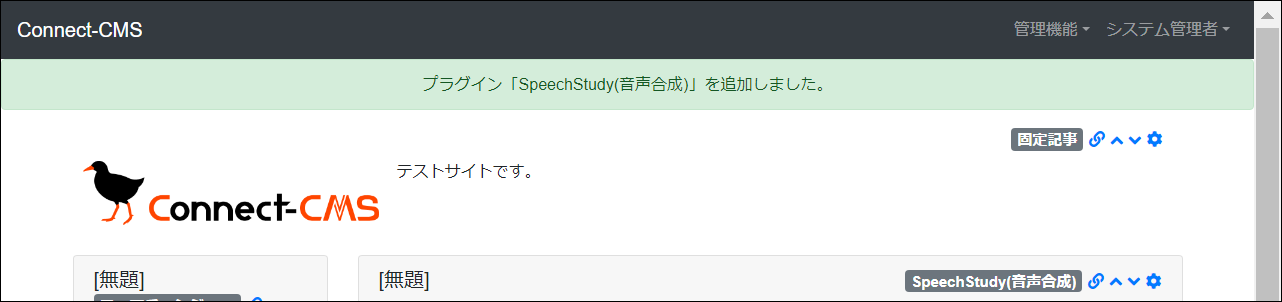 Connect-CMS 管理機能 システム管理者
プラグイン「SpeechStudy(音声合成)」を追加しました。
固定記事
テストサイトです。
Connect-CMS
[無題] [無題] SpeechStudy(音声合成)